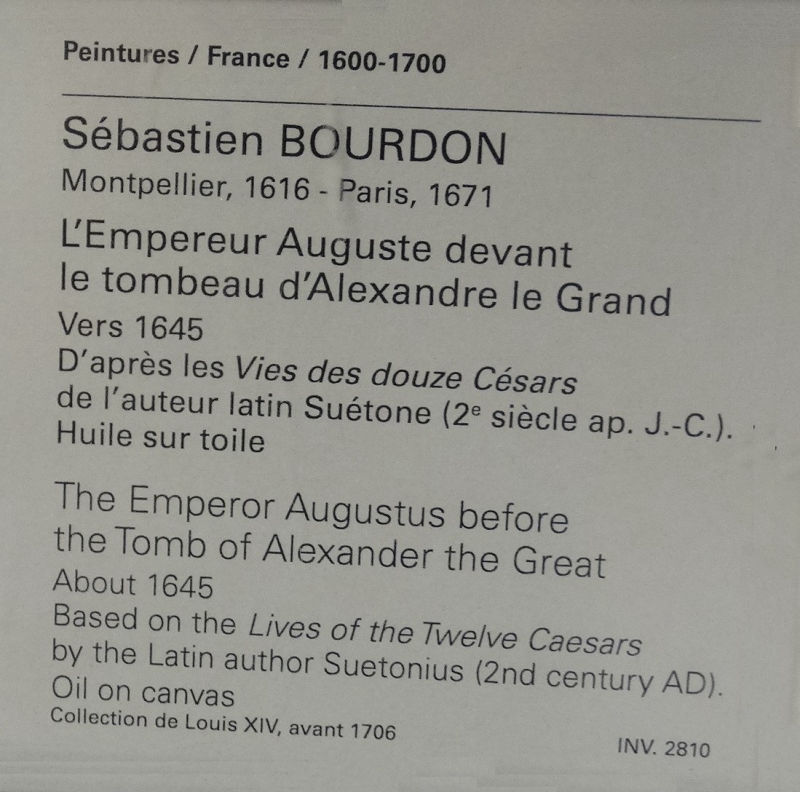 Peintures / France / 1600-1700
Sébastien BOURDON
Montpellier, 1616 - Paris, 1671
L'Empereur Auguste devant
le tombeau d'Alexandre le Grand
Vers 1645
D'après les Vies des douze Césars
de l'auteur latin Suétone (2e siècle ap. J.-C.).
Huile sur toile
The Emperor Augustus before
the Tomb of Alexander the Great
About 1645
Based on the Lives of the Twelve Caesars
by the Latin author Suetonius (2nd century AD).
Oil on canvas
Collection de Louis XIV, avant 1706
INV. 2810